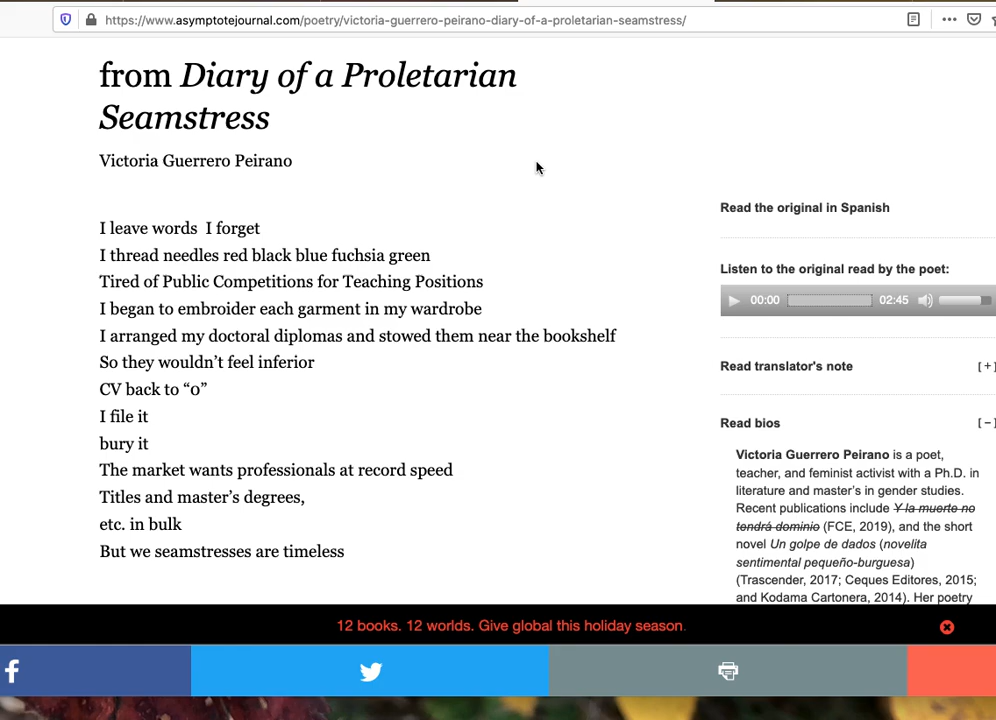 https://www.asymptotejournal.com/poetry/victoria-guerrero-peirano-diary-of-a-proletarian-seamstress/
from Diary of a Proletarian
Seamstress
Victoria Guerrero Peirano
I leave words  I forget
I thread needles red black blue fuchsia green
Tired of Public Competitions for Teaching Positions
I began to embroider each garment in my wardrobe
I arranged my doctoral diplomas and stowed them near the bookshelf
So they wouldn’t feel inferior
CV back to “0”
I file it
bury it
The market wants professionals at record speed
Titles and master’s degrees,
etc. in bulk
But we seamstresses are timeless
Read the original in Spanish
Listen to the original read by the poet:
00:00 02:45
Read translator's note [+]
Read bios [-]
Victoria Guerrero Peirano is a poet,
teacher, and feminist activist with a Ph.D. in
literature and master’s in gender studies.
Recent publications include Y la muerte no
tendrá dominio (FCE, 2019), and the short
novel Un golpe de dados (novelita
sentimental pequeño-burguesa)
(Trascender, 2017; Ceques Editores, 2015;
and Kodama Cartonera, 2014). Her poetry
12 books. 12 worlds. Give global this holiday season.